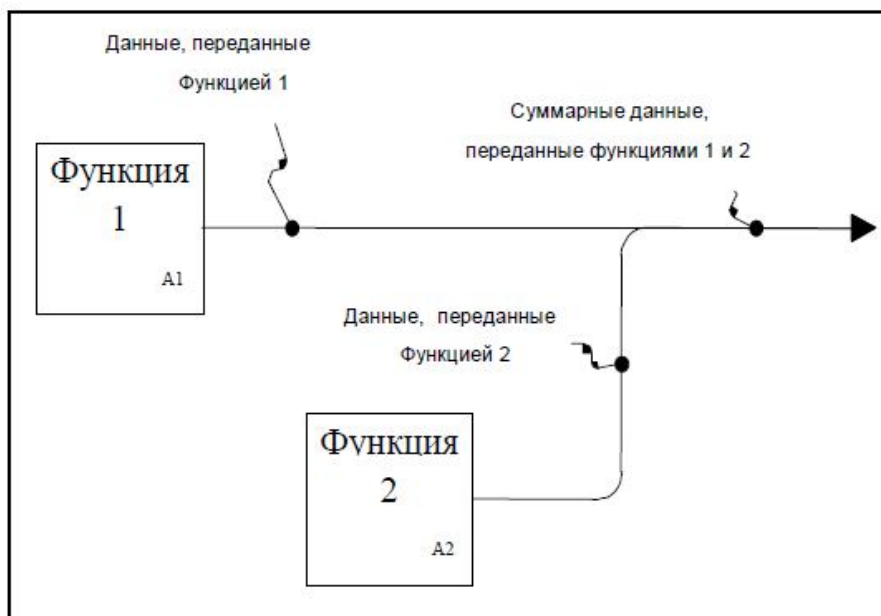 Данные, переданные
Функцией 1
Суммарные данные,
переданные функциями 1 и 2
Функция
1
A1
Данные, переданные
Функцией 2
Функция
2
A2